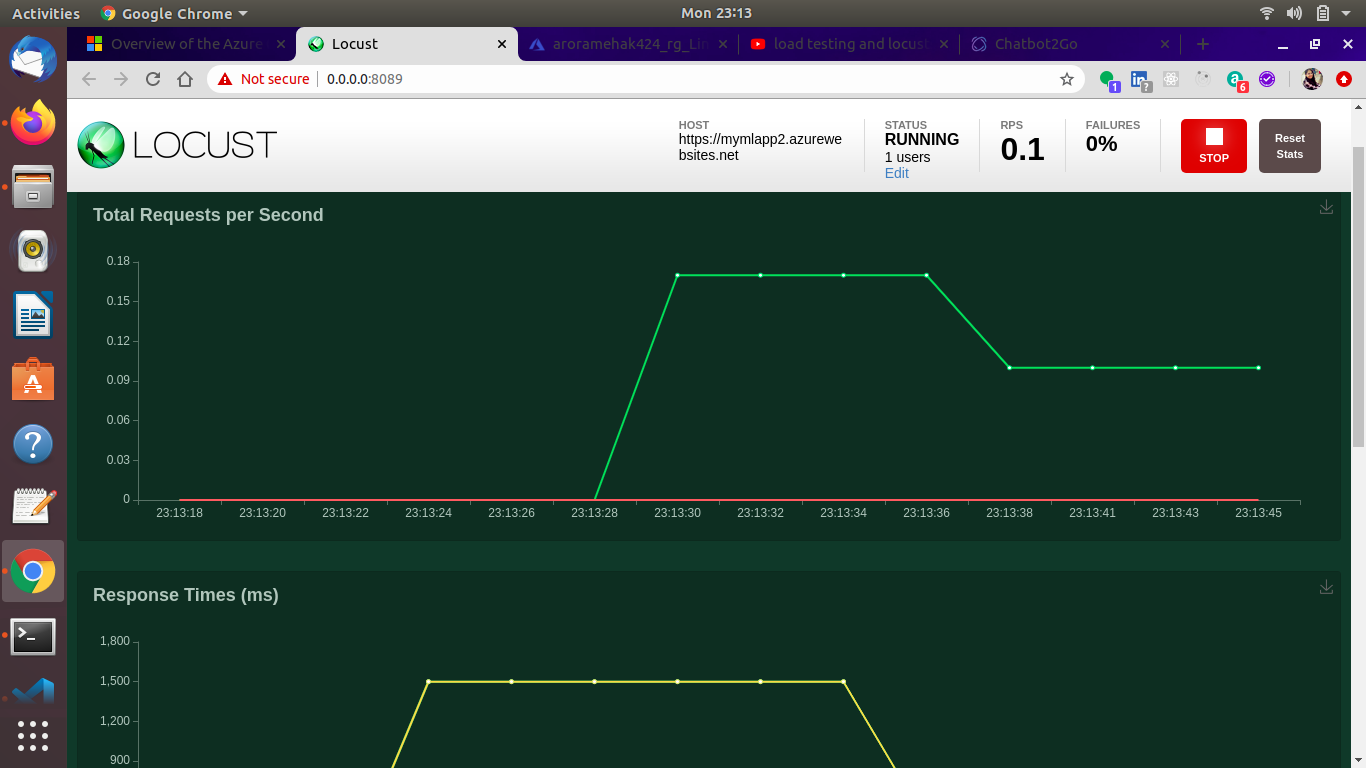 Activities
Google Chrome
Mon 23:13
Overview of the Azure
Locust
aroramehak424_rg_Lin
load testing and locust
Chatbot2Go
Not secure
0.0.0.0:8089
1
?
a
6
LOCUST
HOST
https://mymlapp2.azurewe
bsites.net
STATUS
RUNNING
1 users
Edit
RPS
0.1
FAILURES
0%
STOP
Reset
Stats
Total Requests per Second
0.18
0.15
0.12
0.09
0.06
0.03
0
23:13:18 23:13:20 23:13:22 23:13:24 23:13:26 23:13:28 23:13:30 23:13:32 23:13:34 23:13:36 23:13:38 23:13:41 23:13:43 23:13:45
Response Times (ms)
1,800
1,500
1,200
900